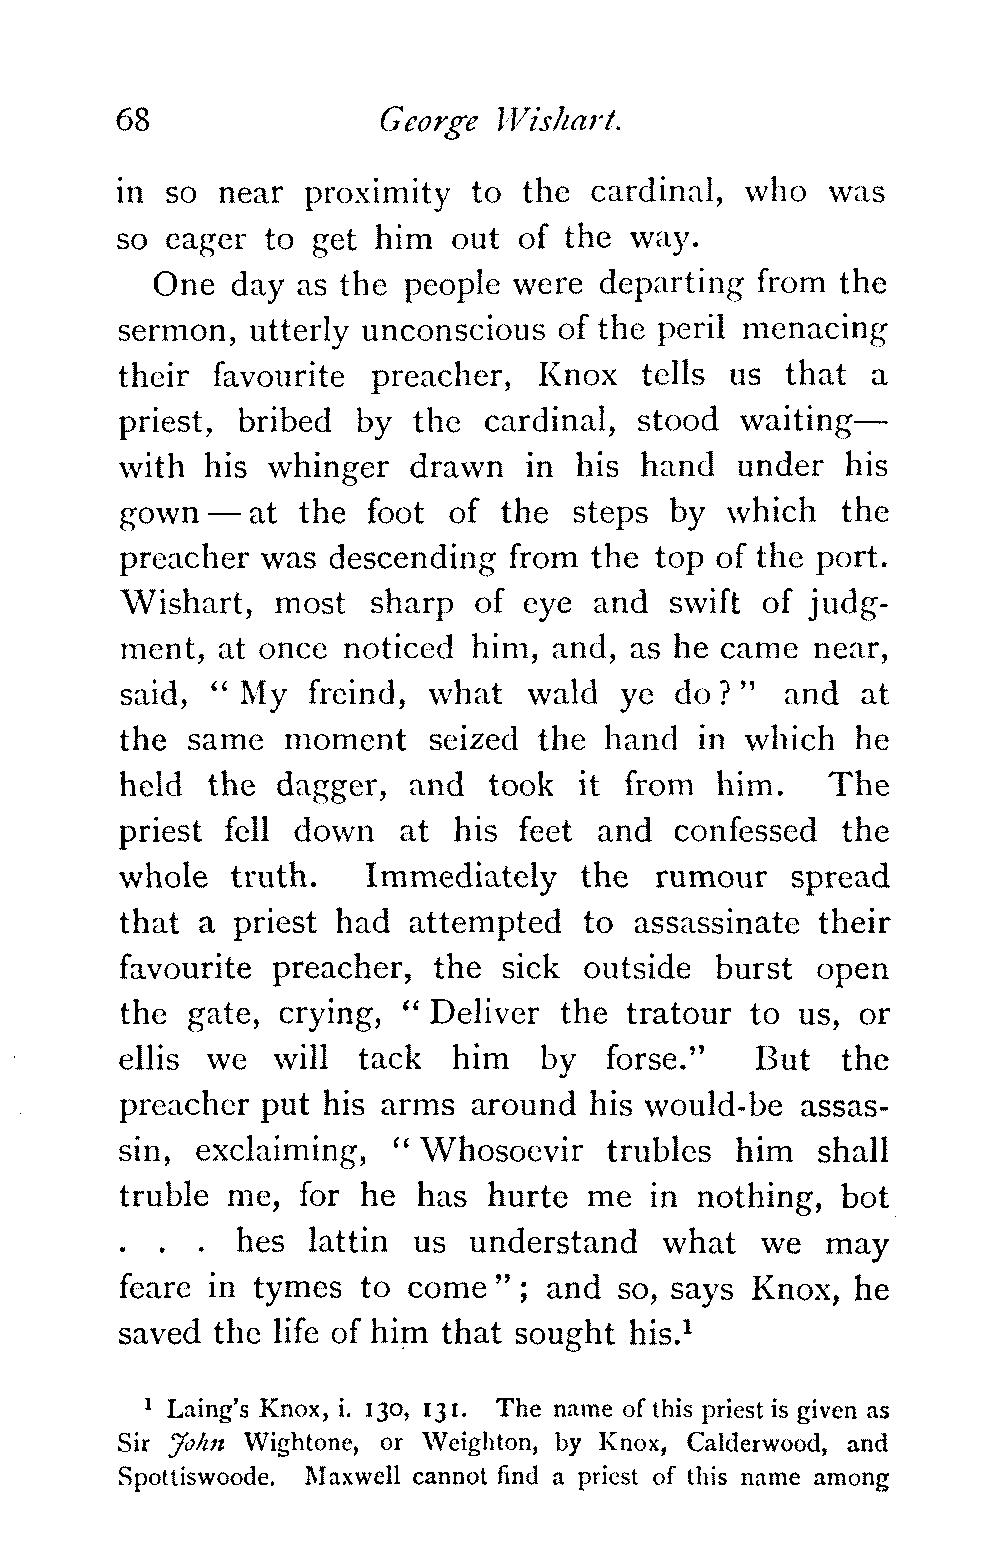 68 George Wishart.
in so near proximity to the cardinal, who was
so eager to get him out of the way.
One day as the people were departing from the
sermon, utterly unconscious of the peril menacing
their favourite preacher, Knox tells us that a
priest, bribed by the cardinal, stood waiting—
with his whinger drawn in his hand under his
gown — at the foot of the steps by which the
preacher was descending from the top of the port.
Wishart, most sharp of eye and swift of judg-
ment, at once noticed him, and, as he came near,
said, “ My freind, what wald ye do ? ” and at
the same moment seized the hand in which he
held the dagger, and took it from him. The
priest fell down at his feet and confessed the
whole truth. Immediately the rumour spread
that a priest had attempted to assassinate their
favourite preacher, the sick outside burst open
the gate, crying, “ Deliver the tratour to us, or
ellis we will tack him by forse.” But the
preacher put his arms around his would-be assas-
sin, exclaiming, “ Whosoevir trubles him shall
truble me, for he has hurte me in nothing, bot
. . . hes lattin us understand what we may
feare in tymes to come ” ; and so, says Knox, he
saved the life of him that sought his.¹
¹ Laing's Knox, i. 130, 131. The name of this priest is given as
Sir John Wightone, or Weighton, by Knox, Calderwood, and
Spottiswoode. Maxwell cannot find a priest of this name among